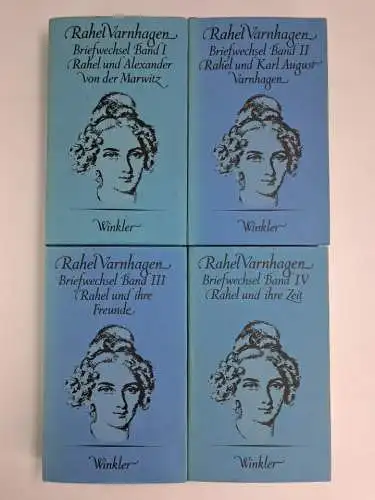 Rahel Varnhagen
Briefwechsel Band I
Rahel und Alexander
von der Marwitz
Winkler
Rahel Varnhagen
Briefwechsel Band II
Rahel und Karl August
Varnhagen
Winkler
Rahel Varnhagen
Briefwechsel Band III
Rahel und ihre
Freunde
Winkler
Rahel Varnhagen
Briefwechsel Band IV
Rahel und ihre Zeit
Winkler